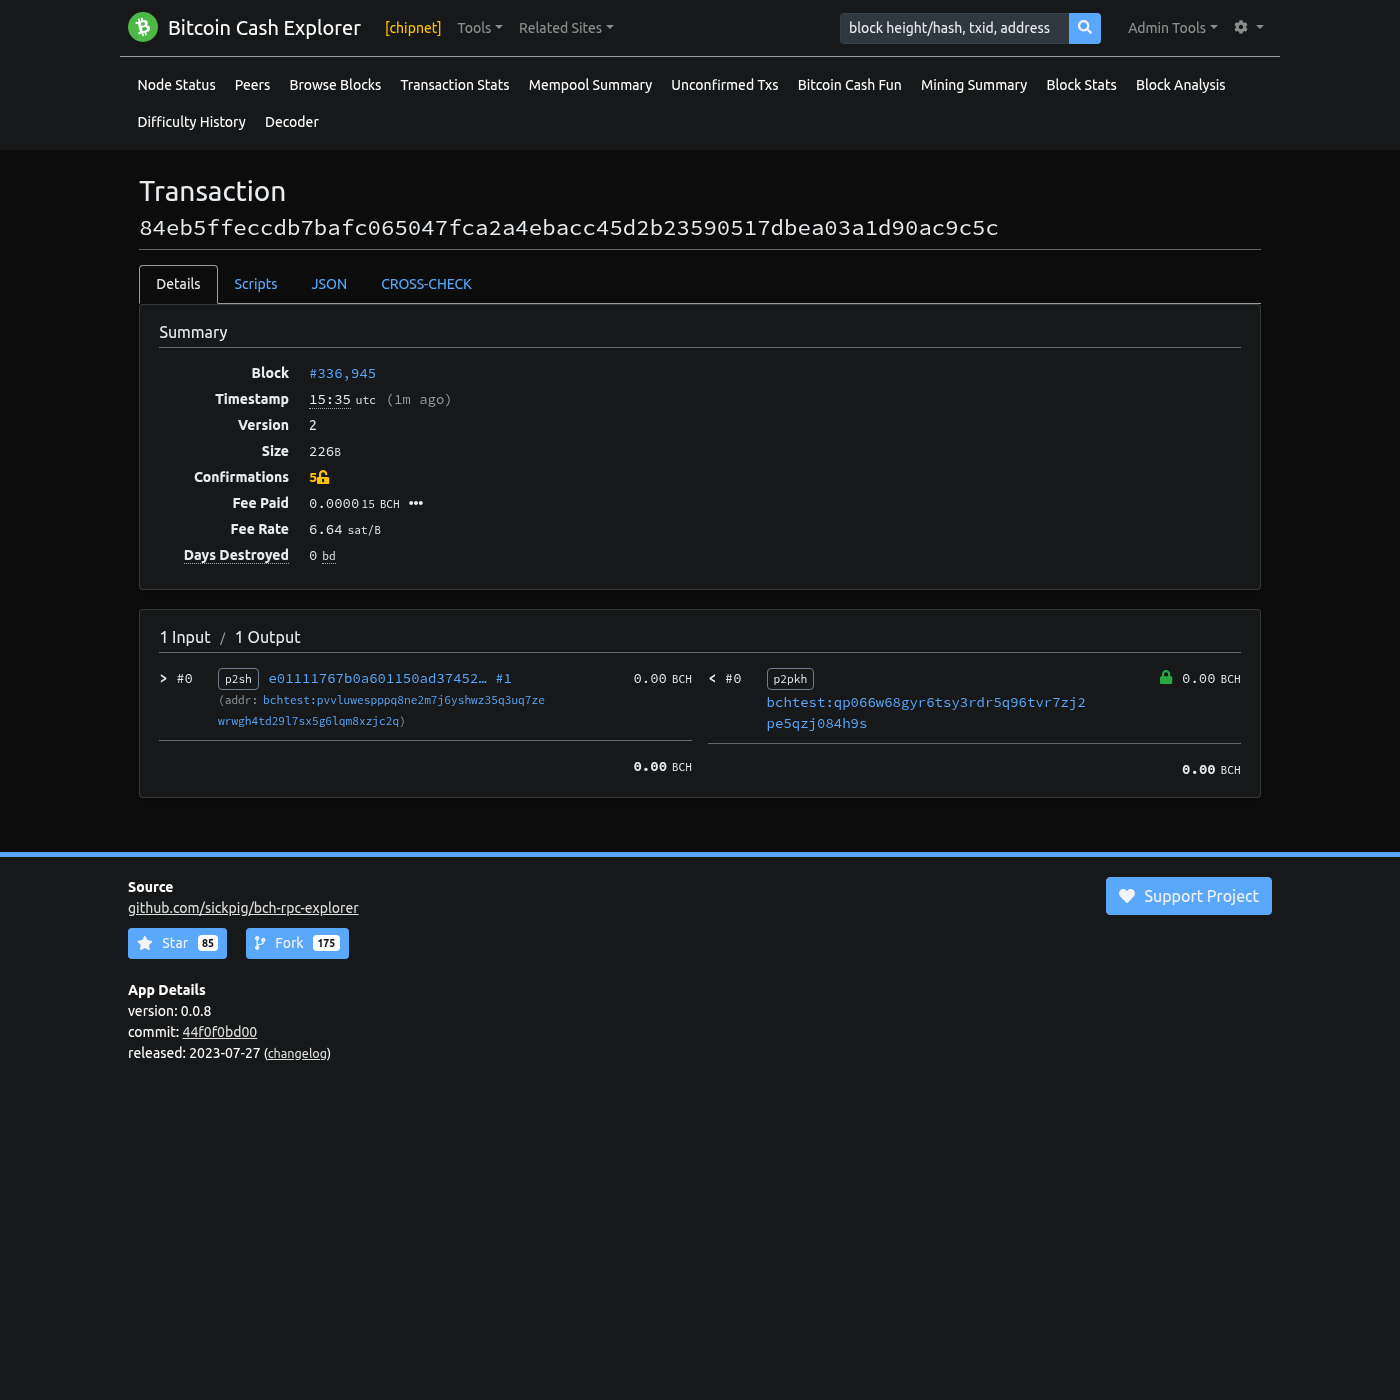 Bitcoin Cash Explorer [chipnet] Tools Related Sites block height/hash, txid, address Admin Tools
Node Status Peers Browse Blocks Transaction Stats Mempool Summary Unconfirmed Txs Bitcoin Cash Fun Mining Summary Block Stats Block Analysis
Difficulty History Decoder
Transaction
84eb5ffeccdb7bafc065047fca2a4ebacc45d2b23590517dbea03a1d90ac9c5c
Details Scripts JSON CROSS-CHECK
Summary
Block #336,945
Timestamp 15:35 utc (1m ago)
Version 2
Size 226B
Confirmations 5
Fee Paid 0.0000 15 BCH •••
Fee Rate 6.64 sat/B
Days Destroyed 0 bd
1 Input / 1 Output
> #0 p2sh e01111767b0a601150ad37452… #1 0.00 BCH
(addr: bchtest:pvvluwespppq8ne2m7j6yshwz35q3uq7ze
wrwgh4td29l7sx5g6lqm8xzjc2q)
0.00 BCH
< #0 p2pkh 0.00 BCH
bchtest:qp066w68gyr6tsy3rdr5q96tvr7zj2
pe5qzj084h9s
0.00 BCH
Source
github.com/sickpig/bch-rpc-explorer
Star 85 Fork 175
Support Project
App Details
version: 0.0.8
commit: 44f0f0bd00
released: 2023-07-27 (changelog)